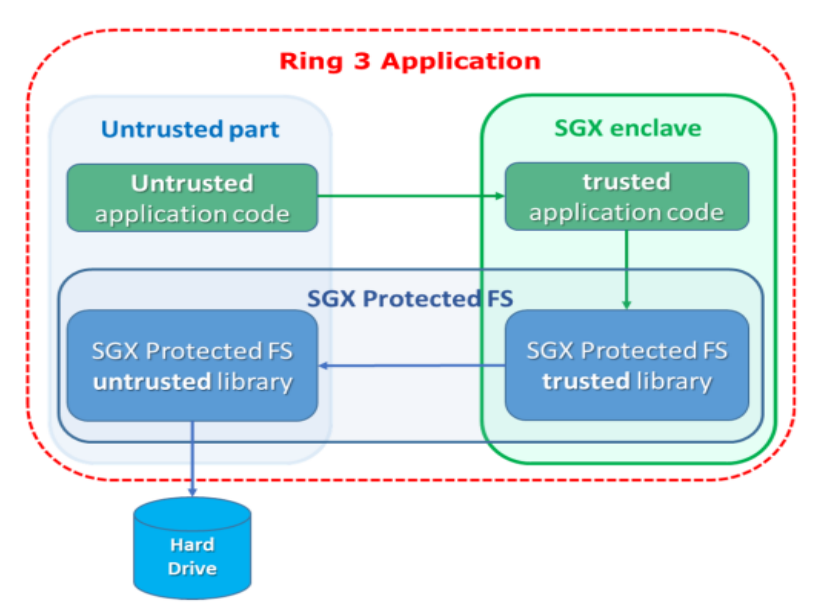 Ring 3 Application
Untrusted part
SGX enclave
Untrusted
application code
trusted
application code
SGX Protected FS
SGX Protected FS
untrusted library
SGX Protected FS
trusted library
Hard
Drive